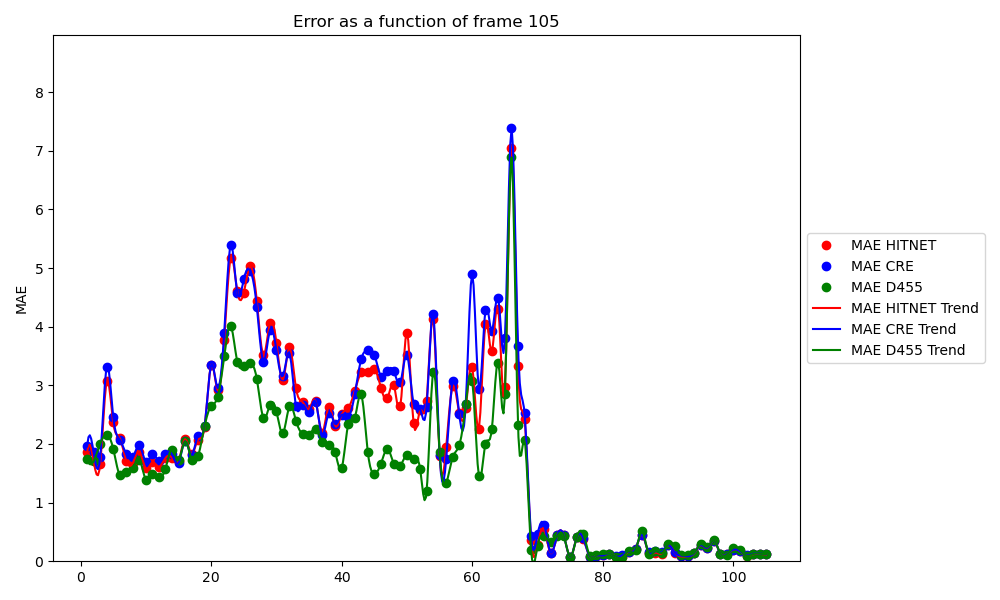 Error as a function of frame 105
MAE
8
7
6
5
4
3
2
1
0
0 20 40 60 80 100
MAE HITNET
MAE CRE
MAE D455
MAE HITNET Trend
MAE CRE Trend
MAE D455 Trend